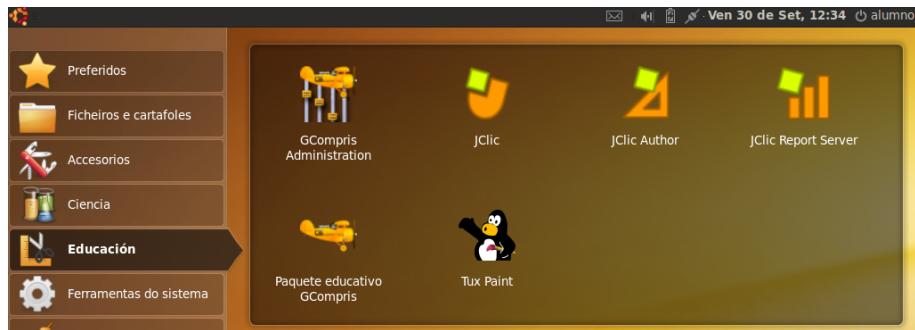 Ven 30 de Set, 12:34 alumno
Preferidos
Ficheiros e cartafoles
Accesorios
Ciencia
Educación
Ferramentas do sistema
GCompris
Administration
JClic
JClic Author
JClic Report Server
Paquete educativo
GCompris
Tux Paint